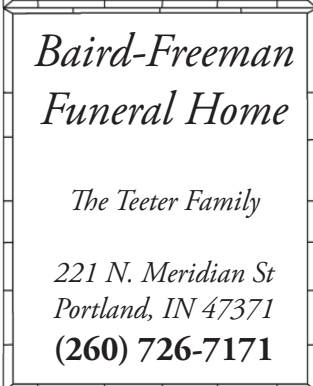 Baird-Freeman
Funeral Home
The Teeter Family
221 N. Meridian St
Portland, IN 47371
(260) 726-7171